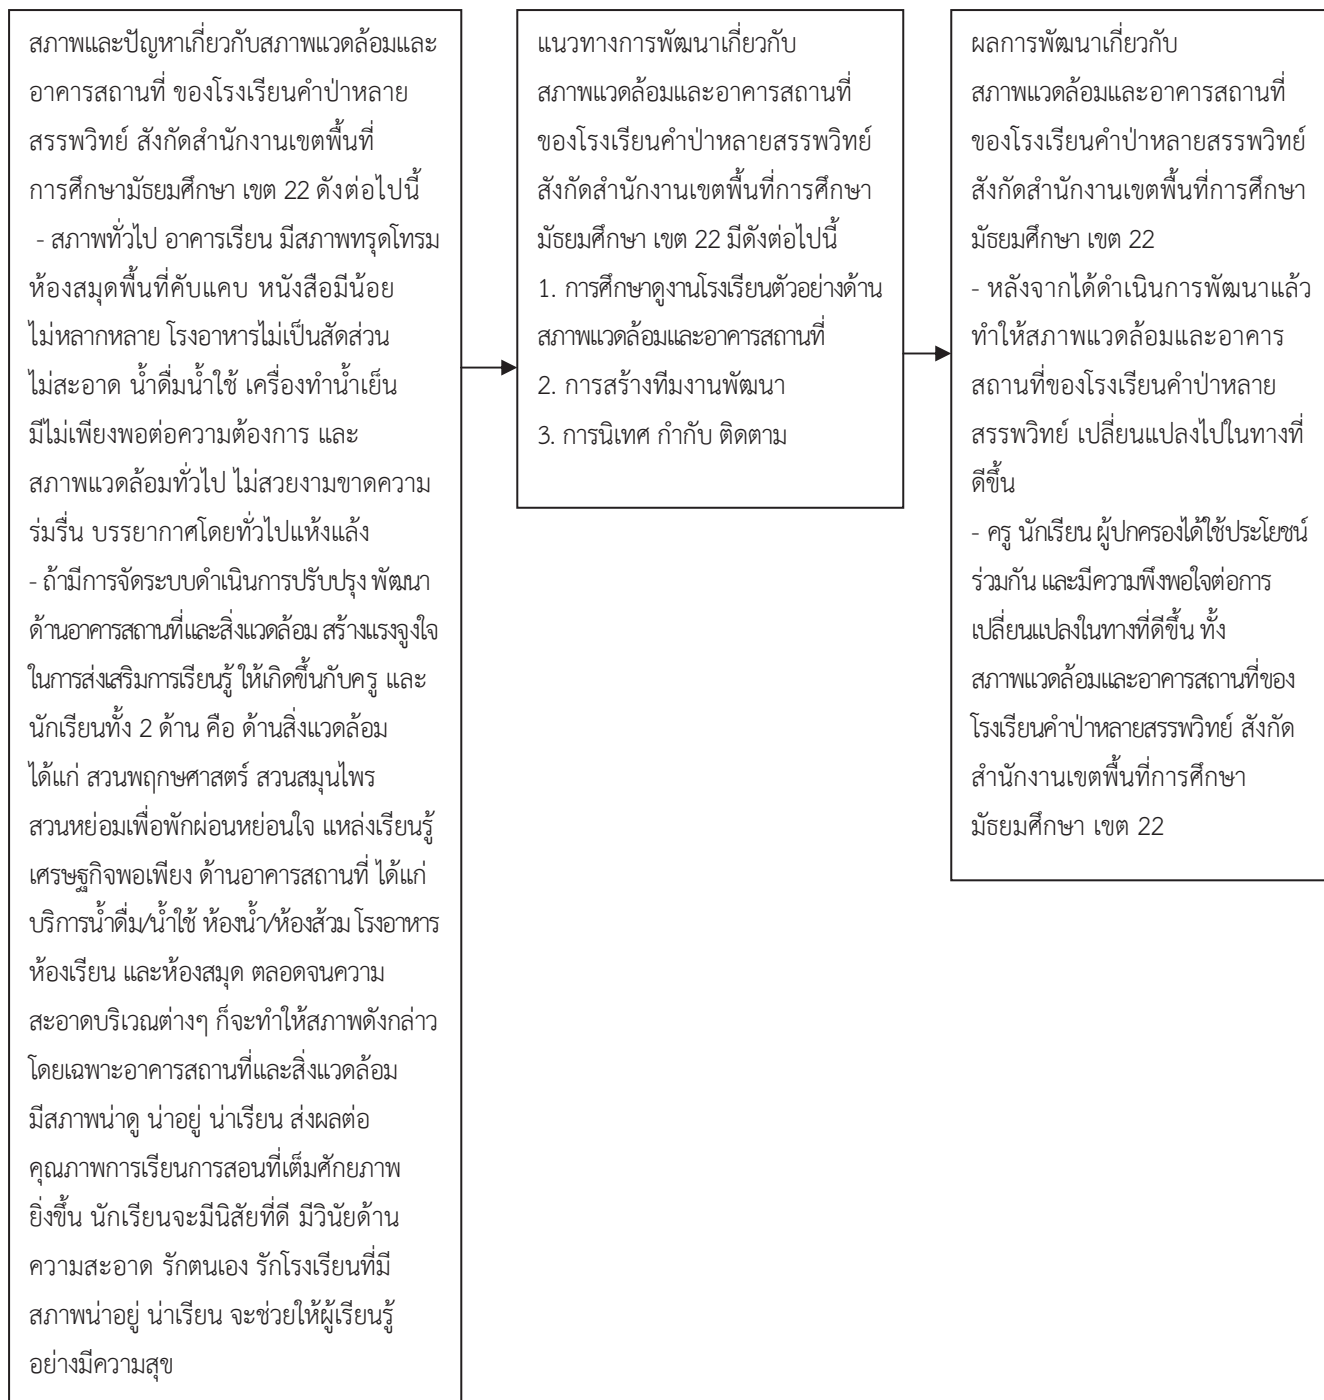 สภาพและปัญหาเกี่ยวกับสภาพแวดล้อมและ
อาคารสถานที่ ของโรงเรียนคำป่าหลาย
สรรพวิทย์ สังกัดสำนักงานเขตพื้นที่
การศึกษามัธยมศึกษา เขต 22 ดังต่อไปนี้
- สภาพทั่วไป อาคารเรียน มีสภาพทรุดโทรม
ห้องสมุดพื้นที่คับแคบ หนังสือมีน้อย
ไม่หลากหลาย โรงอาหารไม่เป็นสัดส่วน
ไม่สะอาด น้ำดื่มน้ำใช้ เครื่องทำน้ำเย็น
มีไม่เพียงพอต่อความต้องการ และ
สภาพแวดล้อมทั่วไป ไม่สวยงามขาดความ
ร่มรื่น บรรยากาศโดยทั่วไปแห้งแล้ง
- ถ้ามีการจัดระบบดำเนินการปรับปรุง พัฒนา
ด้านอาคารสถานที่และสิ่งแวดล้อม สร้างแรงจูงใจ
ในการส่งเสริมการเรียนรู้ ให้เกิดขึ้นกับครู และ
นักเรียนทั้ง 2 ด้าน คือ ด้านสิ่งแวดล้อม
ได้แก่ สวนพฤกษศาสตร์ สวนสมุนไพร
สวนหย่อมเพื่อพักผ่อนหย่อนใจ แหล่งเรียนรู้
เศรษฐกิจพอเพียง ด้านอาคารสถานที่ ได้แก่
บริการน้ำดื่ม/น้ำใช้ ห้องน้ำ/ห้องส้วม โรงอาหาร
ห้องเรียน และห้องสมุด ตลอดจนความ
สะอาดบริเวณต่างๆ ก็จะทำให้สภาพดังกล่าว
โดยเฉพาะอาคารสถานที่และสิ่งแวดล้อม
มีสภาพน่าดู น่าอยู่ น่าเรียน ส่งผลต่อ
คุณภาพการเรียนการสอนที่เต็มศักยภาพ
ยิ่งขึ้น นักเรียนจะมีนิสัยที่ดี มีวินัยด้าน
ความสะอาด รักตนเอง รักโรงเรียนที่มี
สภาพน่าอยู่ น่าเรียน จะช่วยให้ผู้เรียนรู้
อย่างมีความสุข
แนวทางการพัฒนาเกี่ยวกับ
สภาพแวดล้อมและอาคารสถานที่
ของโรงเรียนคำป่าหลายสรรพวิทย์
สังกัดสำนักงานเขตพื้นที่การศึกษา
มัธยมศึกษา เขต 22 มีดังต่อไปนี้
1. การศึกษาดูงานโรงเรียนตัวอย่างด้าน
สภาพแวดล้อมและอาคารสถานที่
2. การสร้างทีมงานพัฒนา
3. การนิเทศ กำกับ ติดตาม
ผลการพัฒนาเกี่ยวกับ
สภาพแวดล้อมและอาคารสถานที่
ของโรงเรียนคำป่าหลายสรรพวิทย์
สังกัดสำนักงานเขตพื้นที่การศึกษา
มัธยมศึกษา เขต 22
- หลังจากได้ดำเนินการพัฒนาแล้ว
ทำให้สภาพแวดล้อมและอาคาร
สถานที่ของโรงเรียนคำป่าหลาย
สรรพวิทย์ เปลี่ยนแปลงไปในทางที่
ดีขึ้น
- ครู นักเรียน ผู้ปกครองได้ใช้ประโยชน์
ร่วมกัน และมีความพึงพอใจต่อการ
เปลี่ยนแปลงในทางที่ดีขึ้น ทั้ง
สภาพแวดล้อมและอาคารสถานที่ของ
โรงเรียนคำป่าหลายสรรพวิทย์ สังกัด
สำนักงานเขตพื้นที่การศึกษา
มัธยมศึกษา เขต 22